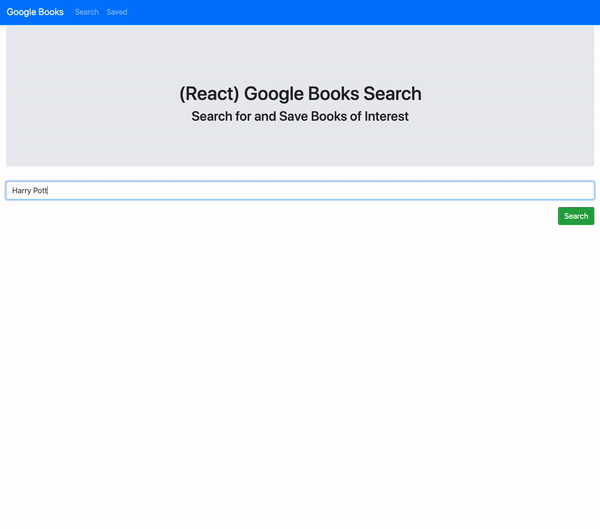 Google Books Search Saved
(React) Google Books Search
Search for and Save Books of Interest
Harry Pott
Search